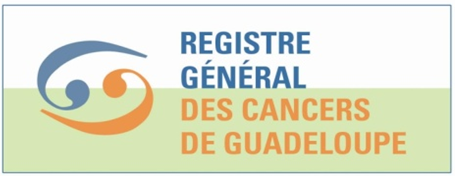 REGISTRE
GÉNÉRAL
DES CANCERS
DE GUADELOUPE